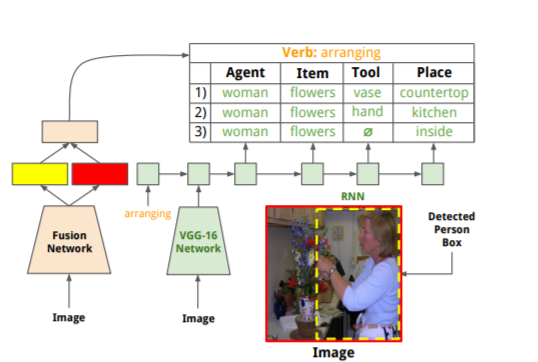 Verb: arranging
Agent Item Tool Place
1) woman flowers vase countertop
2) woman flowers hand kitchen
3) woman flowers ∅ inside
arranging
RNN
Fusion
Network
VGG-16
Network
Detected
Person
Box
Image
Image
Image